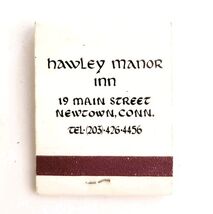 hawley manor
inn
19 MAIN STREET
NEWTOWN, CONN.
TEL·(203)·426·4456